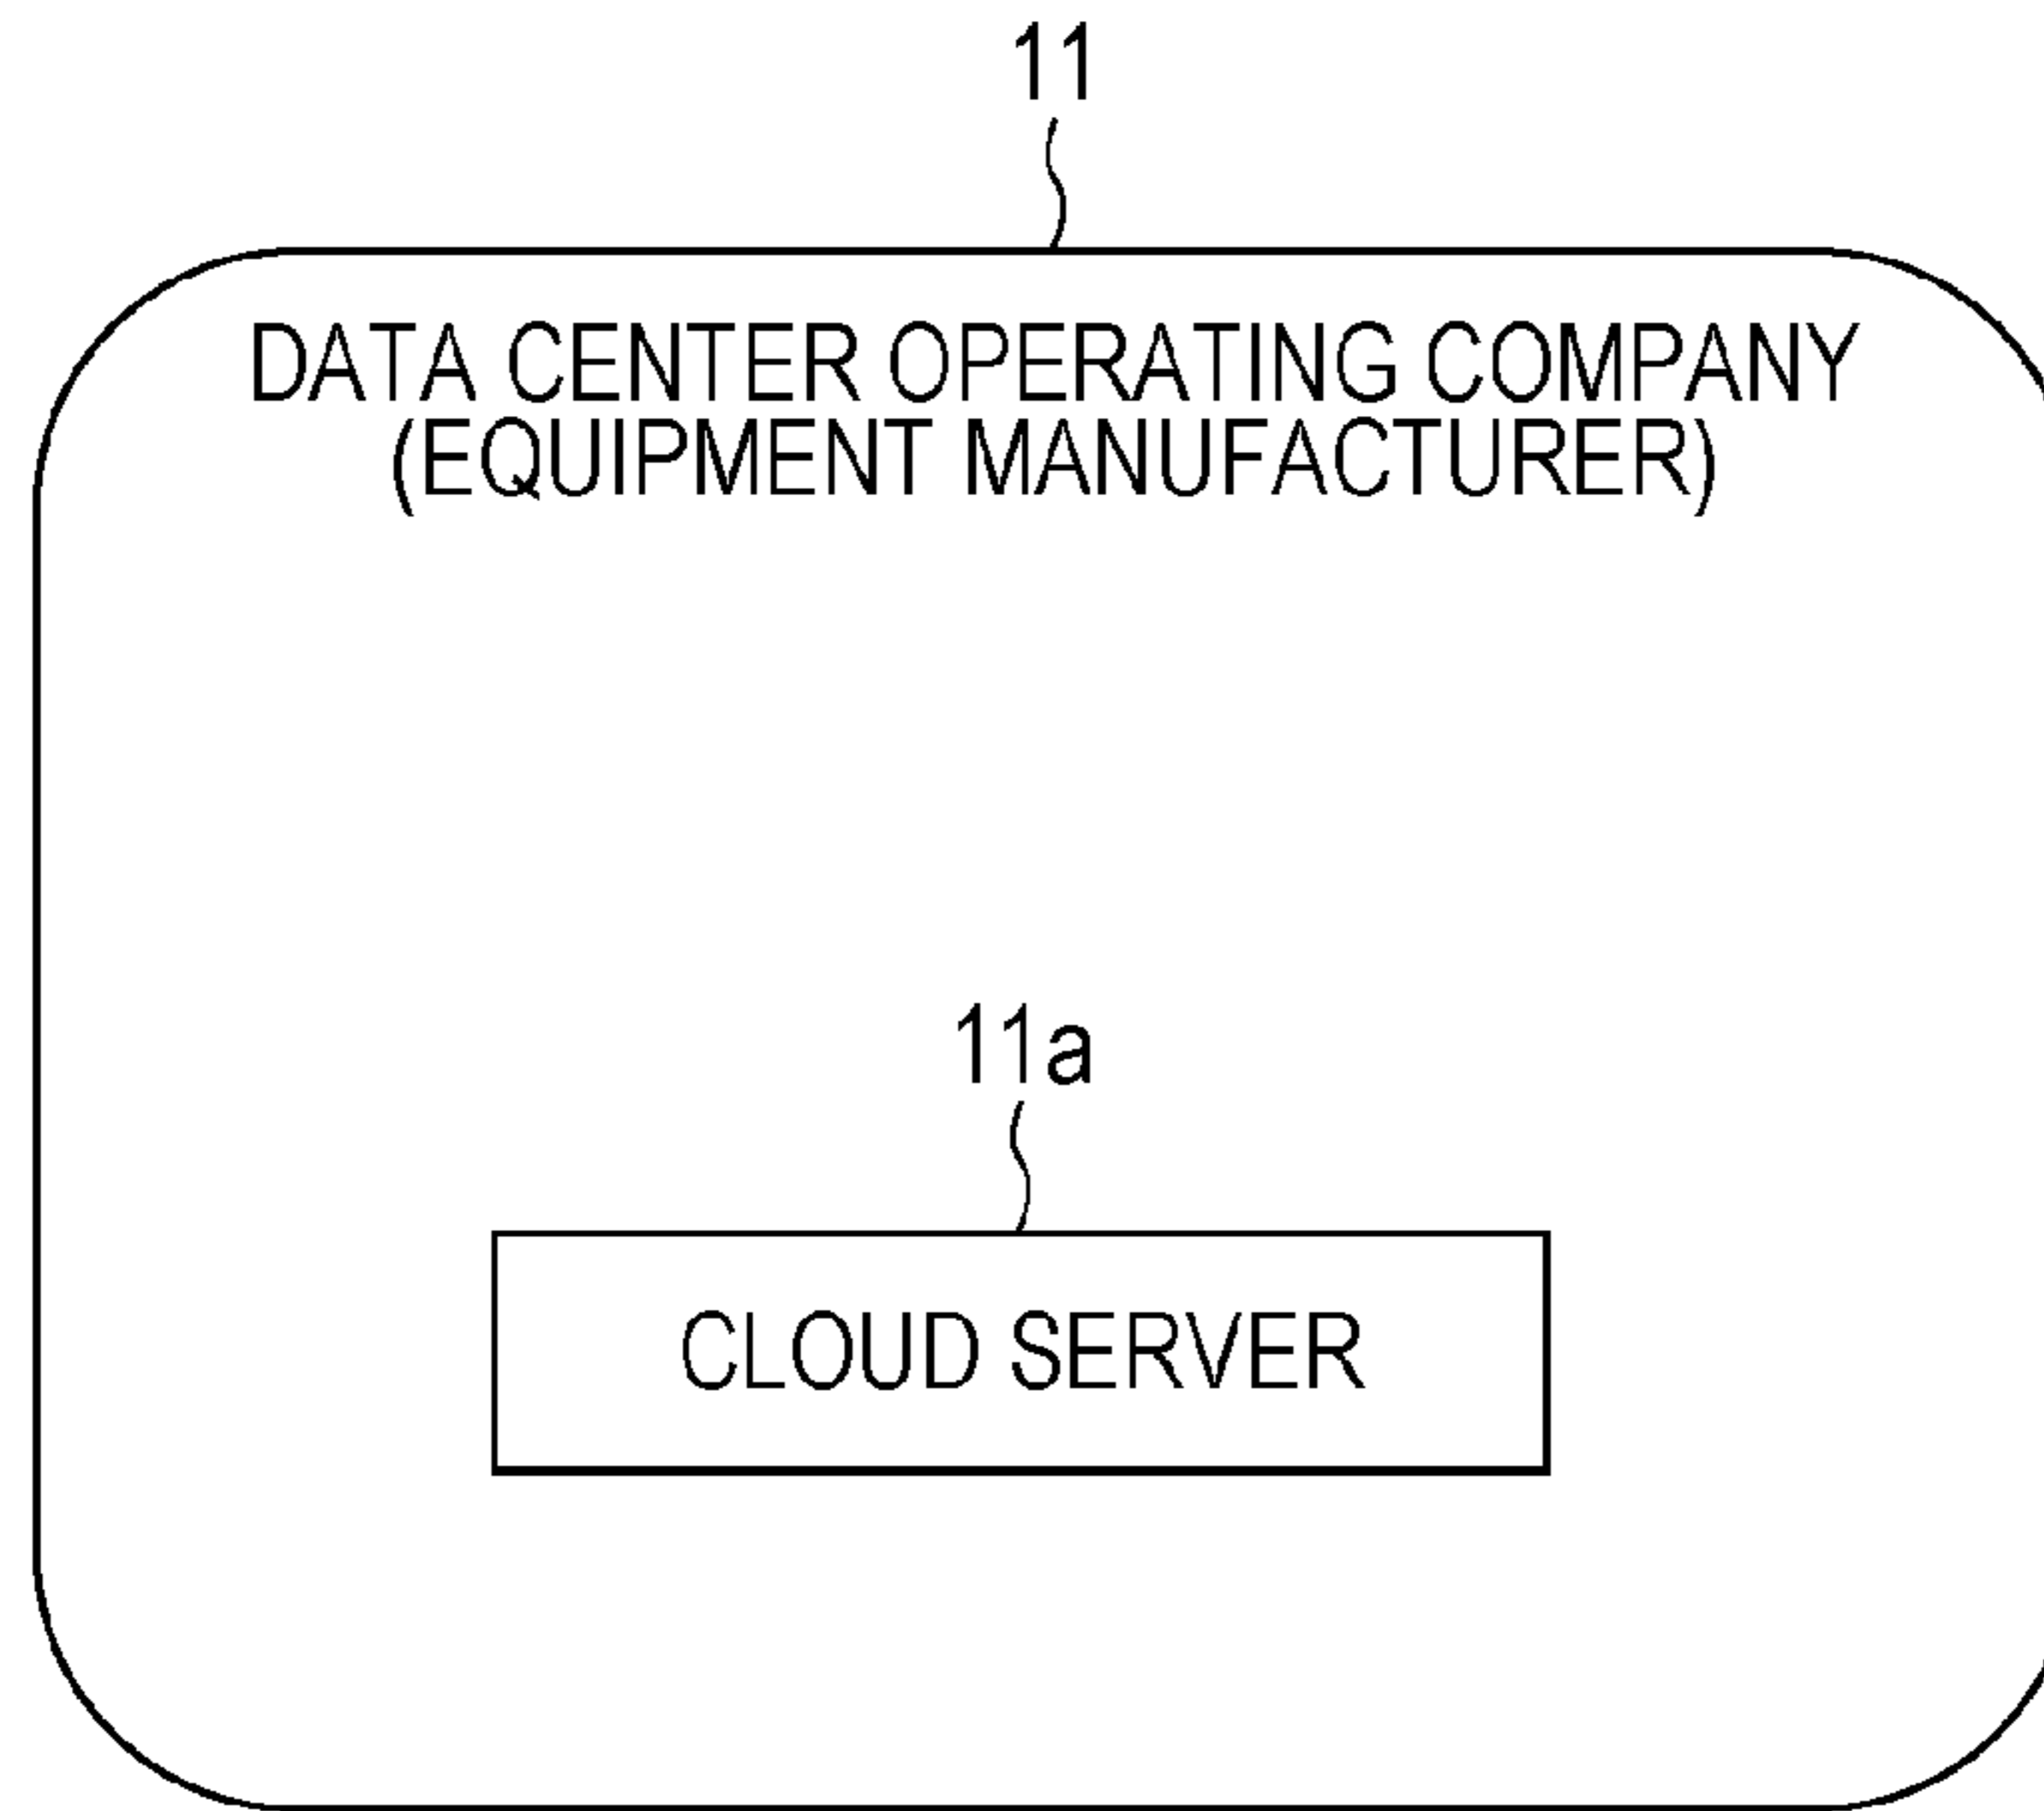 11
DATA CENTER OPERATING COMPANY
(EQUIPMENT MANUFACTURER)
11a
CLOUD SERVER